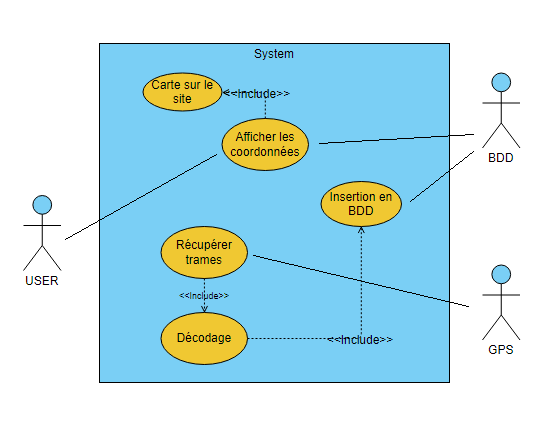 System
Carte sur le
site
<<Include>>
Afficher les
coordonnées
BDD
Insertion en
BDD
USER
Récupérer
trames
<<Include>>
Décodage
<<Include>>
GPS